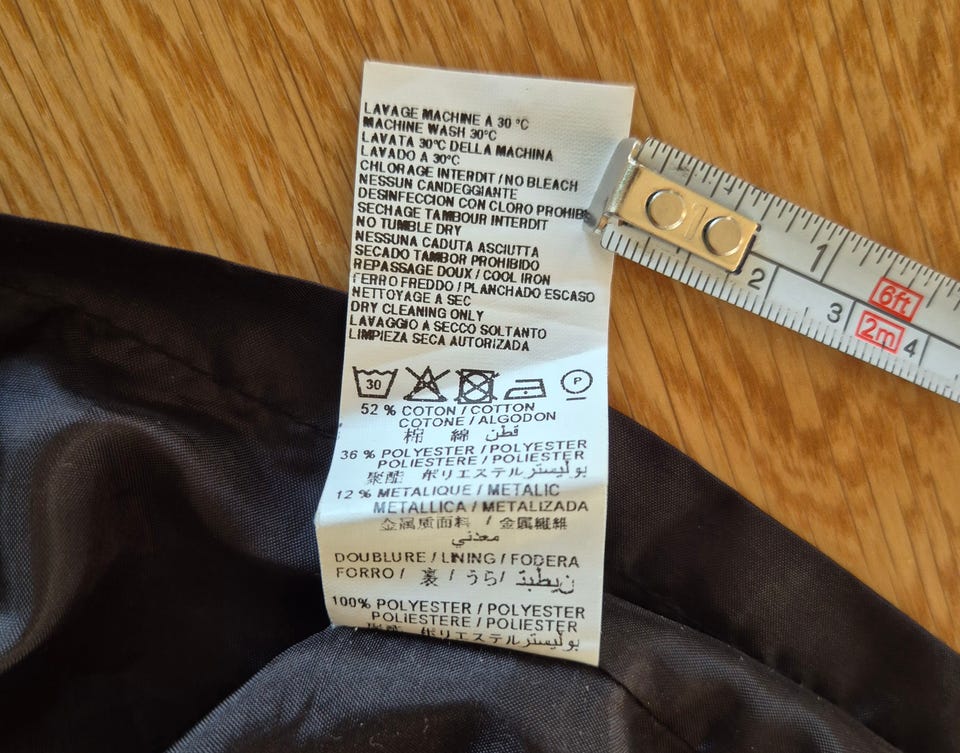 LAVAGE MACHINE A 30 °C
MACHINE WASH 30°C
LAVATA 30°C DELLA MACHINA
LAVADO A 30°C
CHLORAGE INTERDIT / NO BLEACH
NESSUN CANDEGGIANTE
DESINFECCION CON CLORO PROHIB
SECHAGE TAMBOUR INTERDIT
NO TUMBLE DRY
NESSUNA CADUTA ASCIUTTA
SECADO TAMBOR PROHIBIDO
REPASSAGE DOUX / COOL IRON
FERRO FREDDO / PLANCHADO ESCASO
NETTOYAGE A SEC
DRY CLEANING ONLY
LAVAGGIO A SECCO SOLTANTO
LIMPIEZA SECA AUTORIZADA
30 P
52 % COTON / COTTON
COTONE / ALGODON
棉 綿 قطن
36 % POLYESTER / POLYESTER
POLIESTERE / POLIESTER
聚酯 ポリエステル بوليستر
12 % METALIQUE / METALIC
METALLICA / METALIZADA
金属质面料 / 金属繊維
معدني
DOUBLURE / LINING / FODERA
FORRO / 裏 / うら /
100% POLYESTER / POLYESTER
POLIESTERE / POLIESTER
聚酯 ポリエステル بوليستر
1
6ft
2 3 2m 4